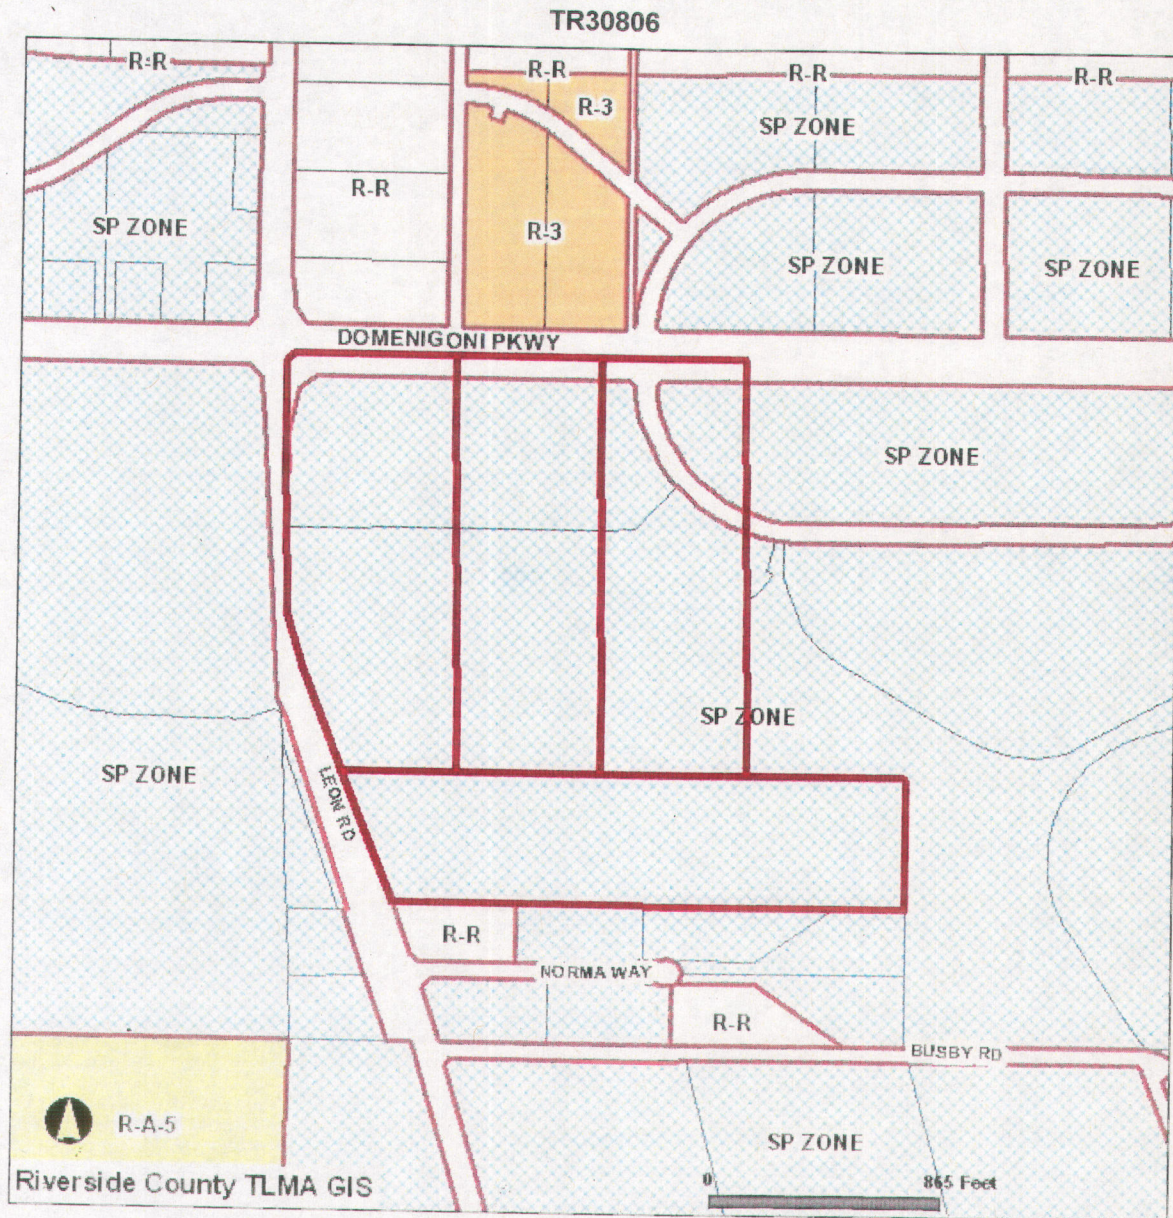 TR30806
R-R
R-R
R-R
R-R
R-3
SP ZONE
R-R
SP ZONE
R-3
SP ZONE
SP ZONE
DOMENIGONI PKWY
SP ZONE
SP ZONE
SP ZONE
LEON RD
R-R
NORMA WAY
R-R
BUSBY RD
R-A-5
SP ZONE
Riverside County TLMA GIS
0
865 Feet